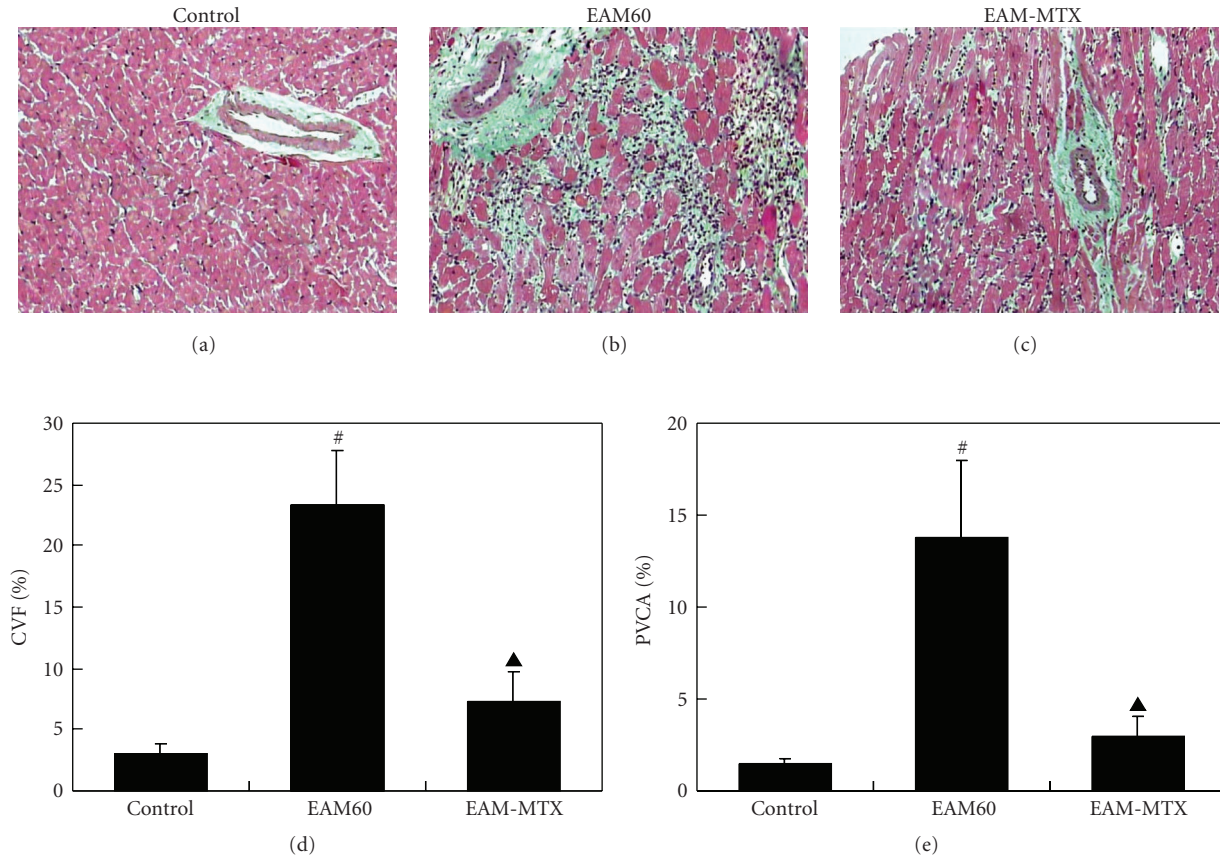 Control
EAM60
EAM-MTX
(a)
(b)
(c)
30
25
20
15
10
5
0
CVF (%)
#
▲
Control
EAM60
EAM-MTX
(d)
20
15
10
5
0
PVCA (%)
#
▲
Control
EAM60
EAM-MTX
(e)